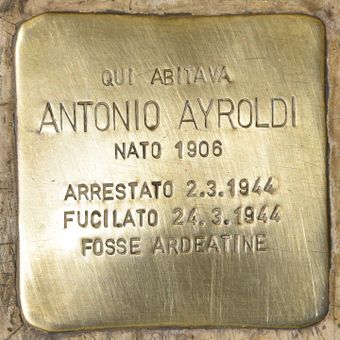 QUI ABITAVA
ANTONIO AYROLDI
NATO 1906
ARRESTATO 2.3.1944
FUCILATO 24.3.1944
FOSSE ARDEATINE